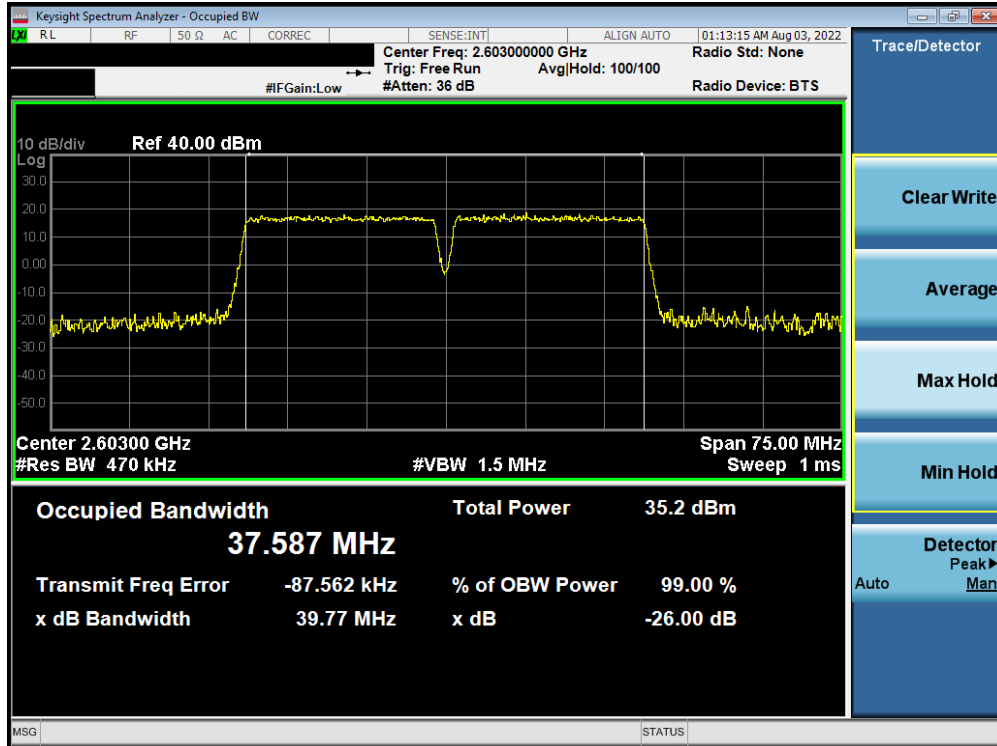 Keysight Spectrum Analyzer - Occupied BW
LXI RL RF 50 Ω AC CORREC SENSE:INT ALIGN AUTO 01:13:15 AM Aug 03, 2022
Center Freq: 2.603000000 GHz Radio Std: None
Trig: Free Run Avg|Hold: 100/100
#IFGain:Low #Atten: 36 dB Radio Device: BTS
Trace/Detector
10 dB/div Ref 40.00 dBm
Log
30.0
20.0
10.0
0.00
-10.0
-20.0
-30.0
-40.0
-50.0
Center 2.60300 GHz Span 75.00 MHz
#Res BW 470 kHz #VBW 1.5 MHz Sweep 1 ms
Occupied Bandwidth Total Power 35.2 dBm
37.587 MHz
Transmit Freq Error -87.562 kHz % of OBW Power 99.00 %
x dB Bandwidth 39.77 MHz x dB -26.00 dB
Clear Write
Average
Max Hold
Min Hold
Detector
Peak▶
Auto Man
MSG STATUS